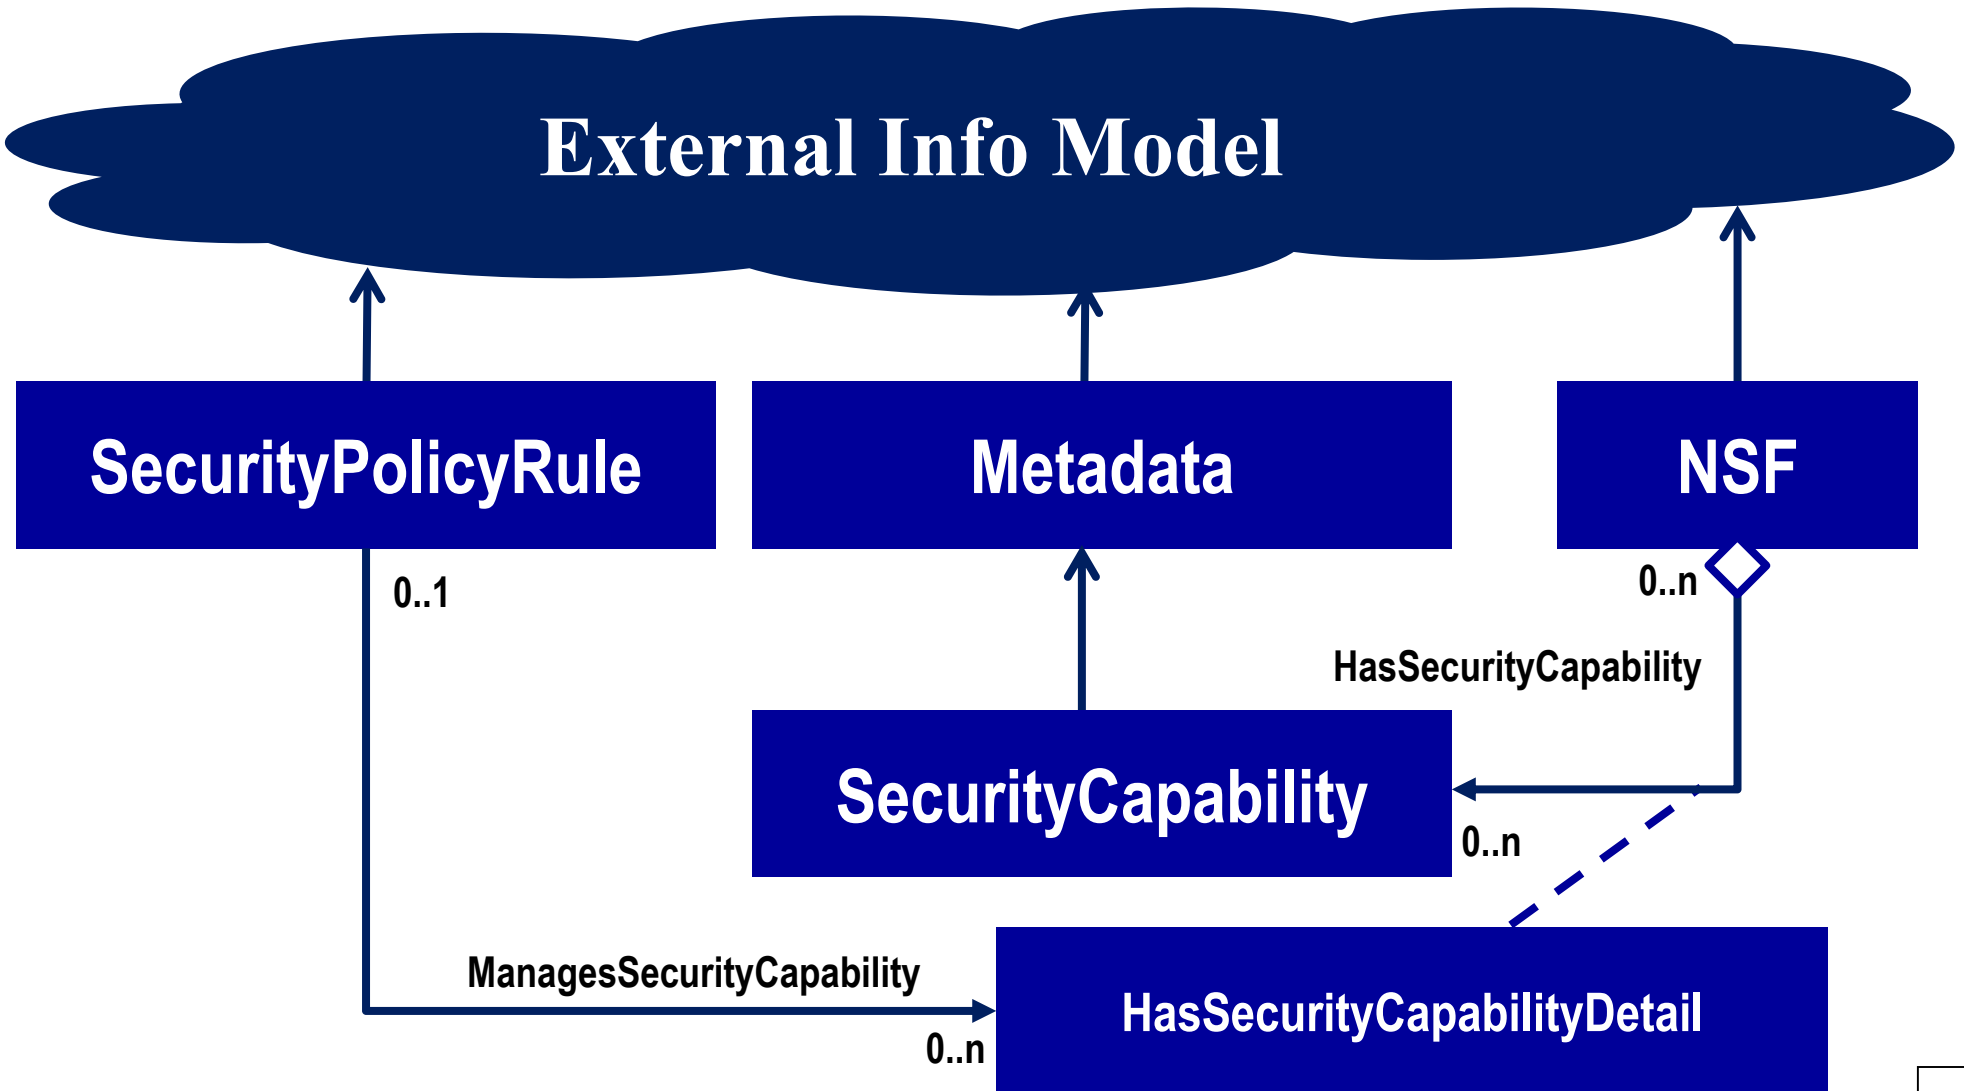 External Info Model
SecurityPolicyRule
Metadata
NSF
0..1
0..n
HasSecurityCapability
SecurityCapability
0..n
ManagesSecurityCapability
HasSecurityCapabilityDetail
0..n